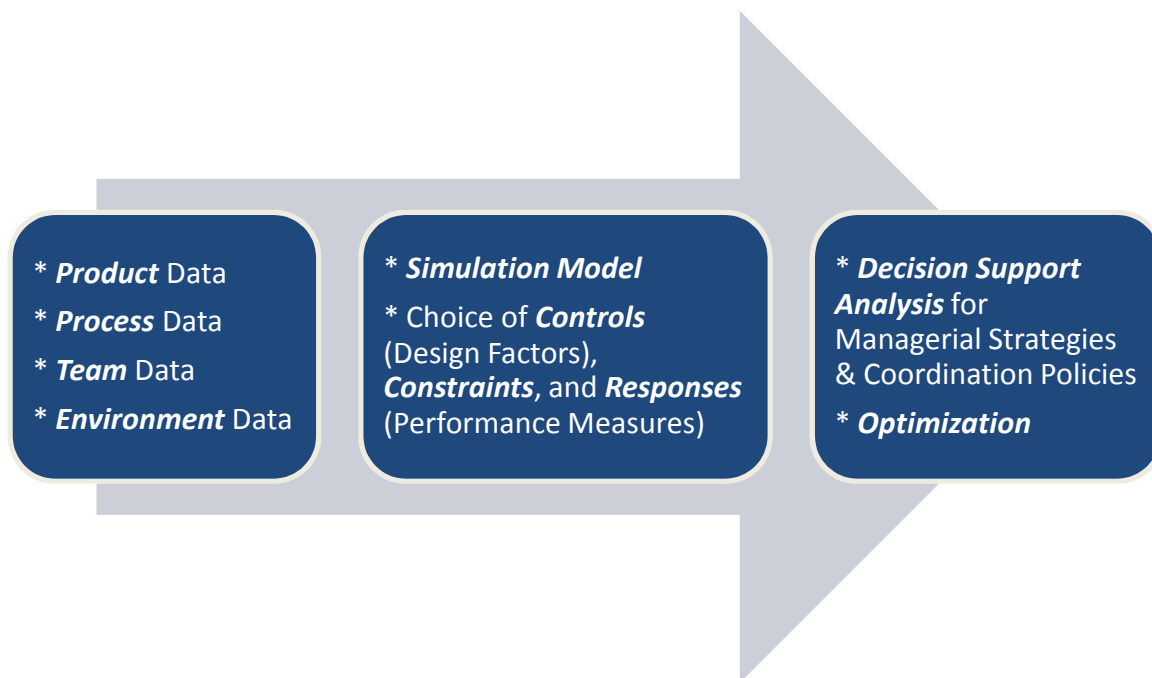 * Product Data
* Process Data
* Team Data
* Environment Data
* Simulation Model
* Choice of Controls
(Design Factors),
Constraints, and Responses
(Performance Measures)
* Decision Support
Analysis for
Managerial Strategies
& Coordination Policies
* Optimization